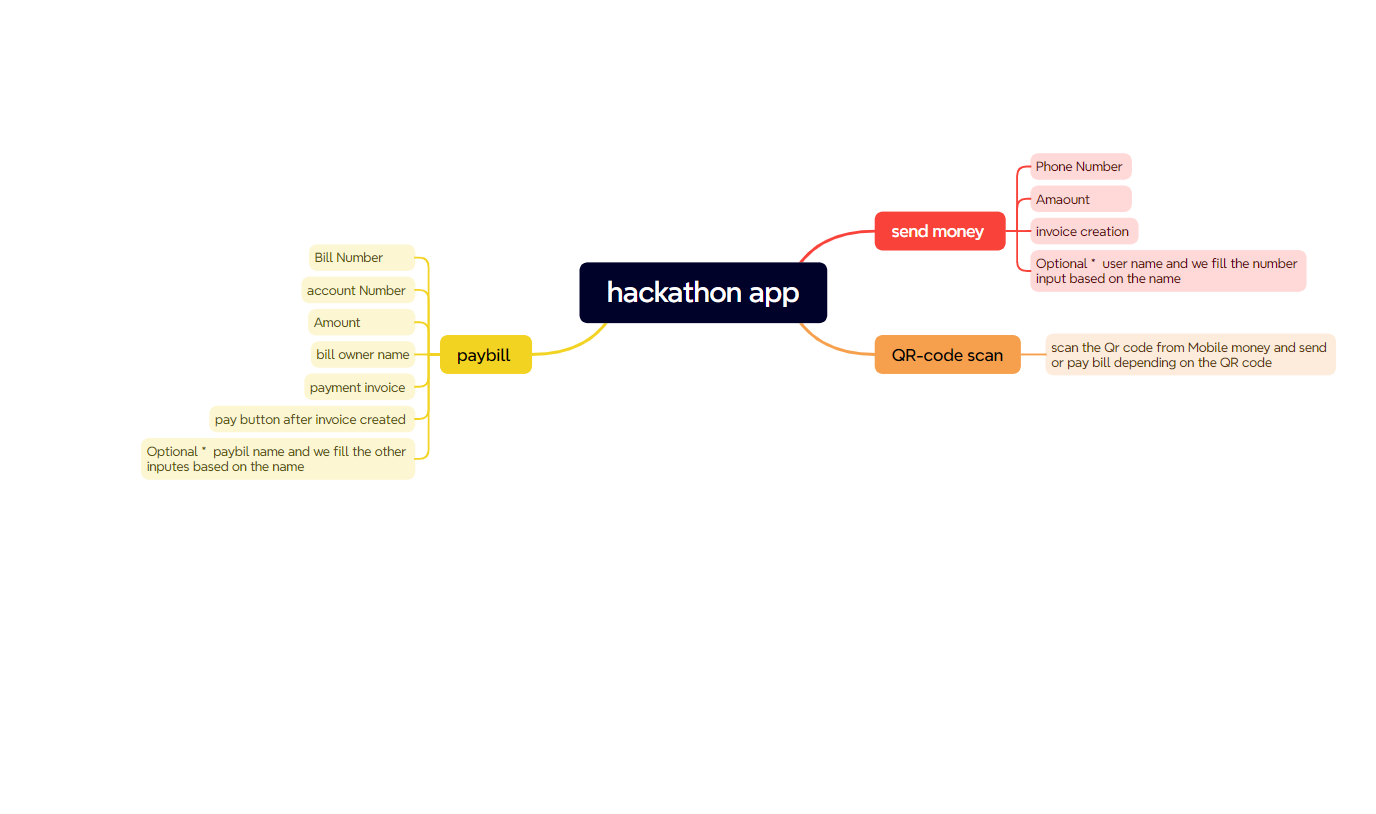 hackathon app
send money
Phone Number
Amaount
invoice creation
Optional *  user name and we fill the number
input based on the name
QR-code scan
scan the Qr code from Mobile money and send
or pay bill depending on the QR code
paybill
Bill Number
account Number
Amount
bill owner name
payment invoice
pay button after invoice created
Optional *  paybil name and we fill the other
inputes based on the name